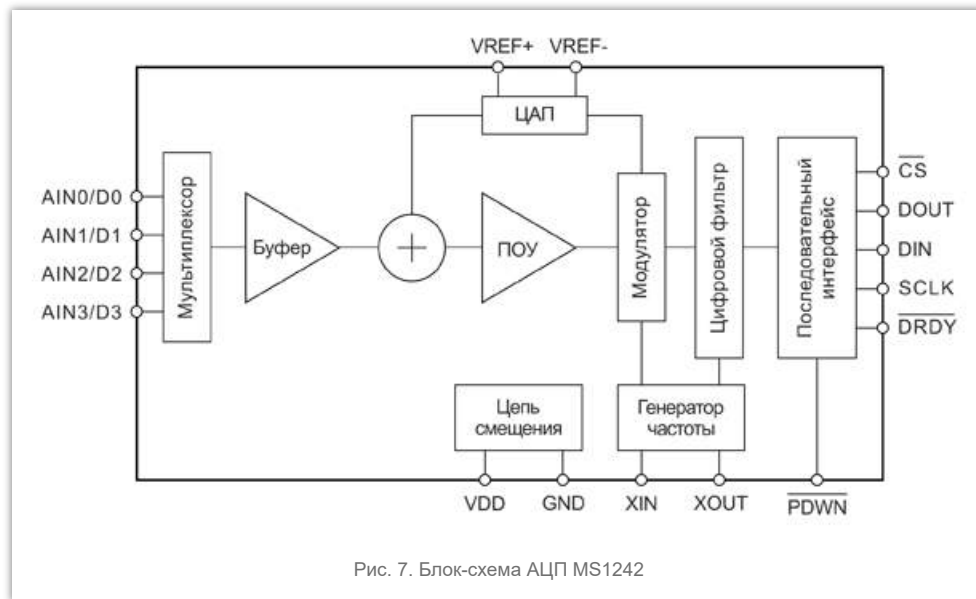 VREF+ VREF-
ЦАП
AIN0/D0
AIN1/D1
AIN2/D2
AIN3/D3
Мультиплексор
Буфер
+
ПОУ
Модулятор
Цифровой фильтр
Последовательный
интерфейс
CS
DOUT
DIN
SCLK
DRDY
Цепь
смещения
Генератор
частоты
VDD GND XIN XOUT PDWN
Рис. 7. Блок-схема АЦП MS1242